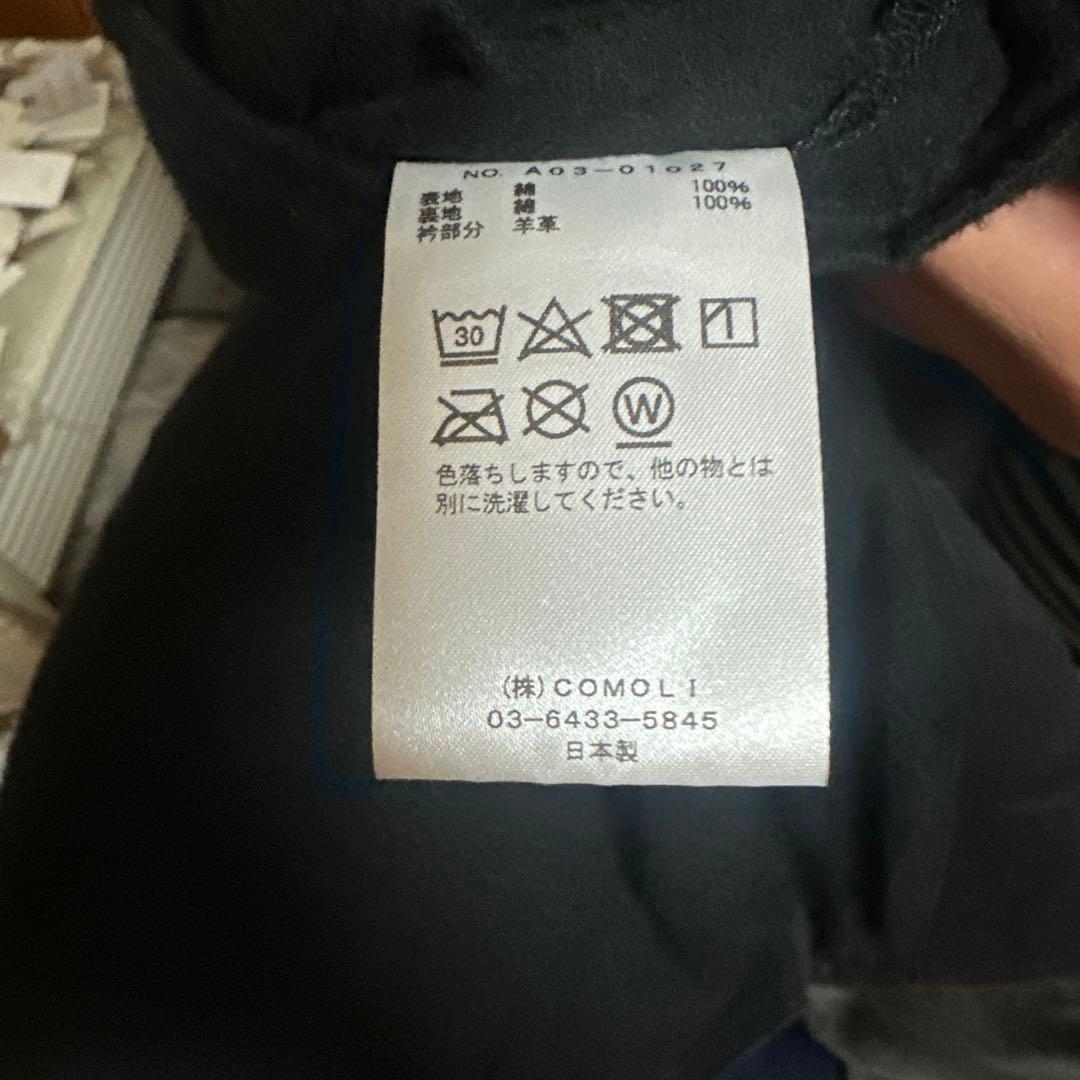 NO. A03-01027
表地 綿 100%
裏地 綿 100%
衿部分 羊革
30
W
色落ちしますので、他の物とは
別に洗濯してください。
(株)COMOLI
03-6433-5845
日本製